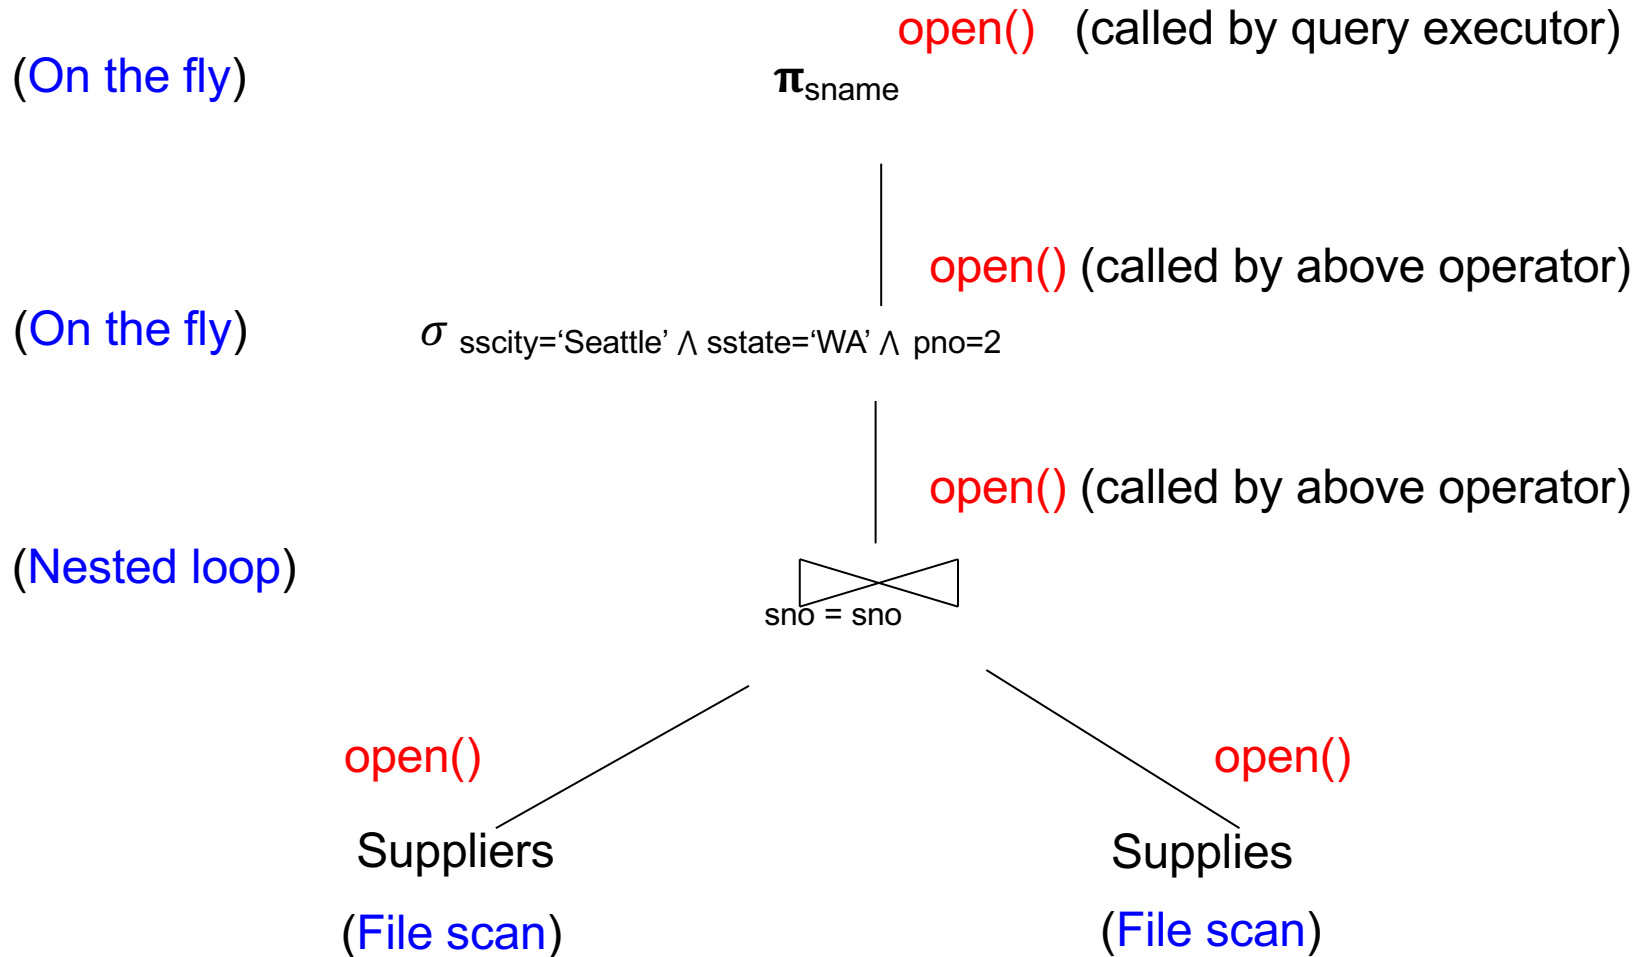 open() (called by query executor)
(On the fly)
𝛑sname
open() (called by above operator)
(On the fly)
σ sscity=‘Seattle’ ∧ sstate=‘WA’ ∧ pno=2
open() (called by above operator)
(Nested loop)
sno = sno
open()
open()
Suppliers
Supplies
(File scan)
(File scan)